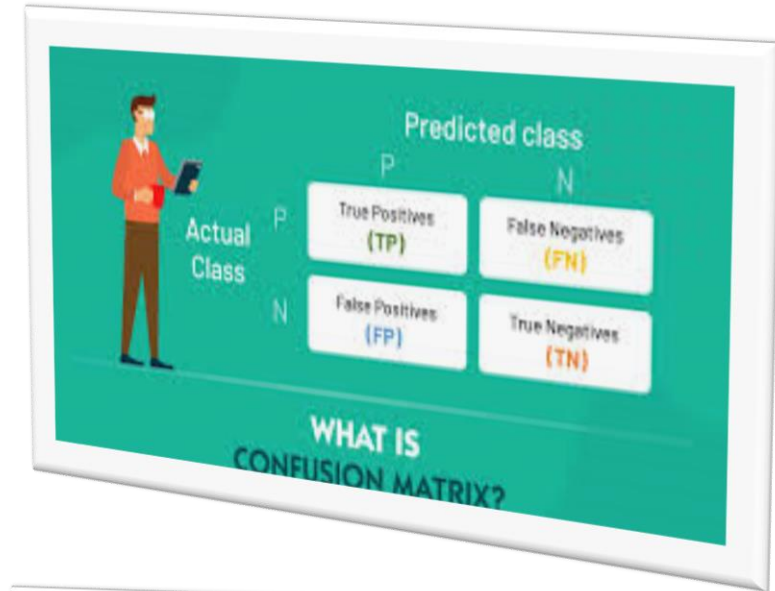 Predicted class
P N
Actual
Class
P
True Positives
(TP)
False Negatives
(FN)
N
False Positives
(FP)
True Negatives
(TN)
WHAT IS
CONFUSION MATRIX?